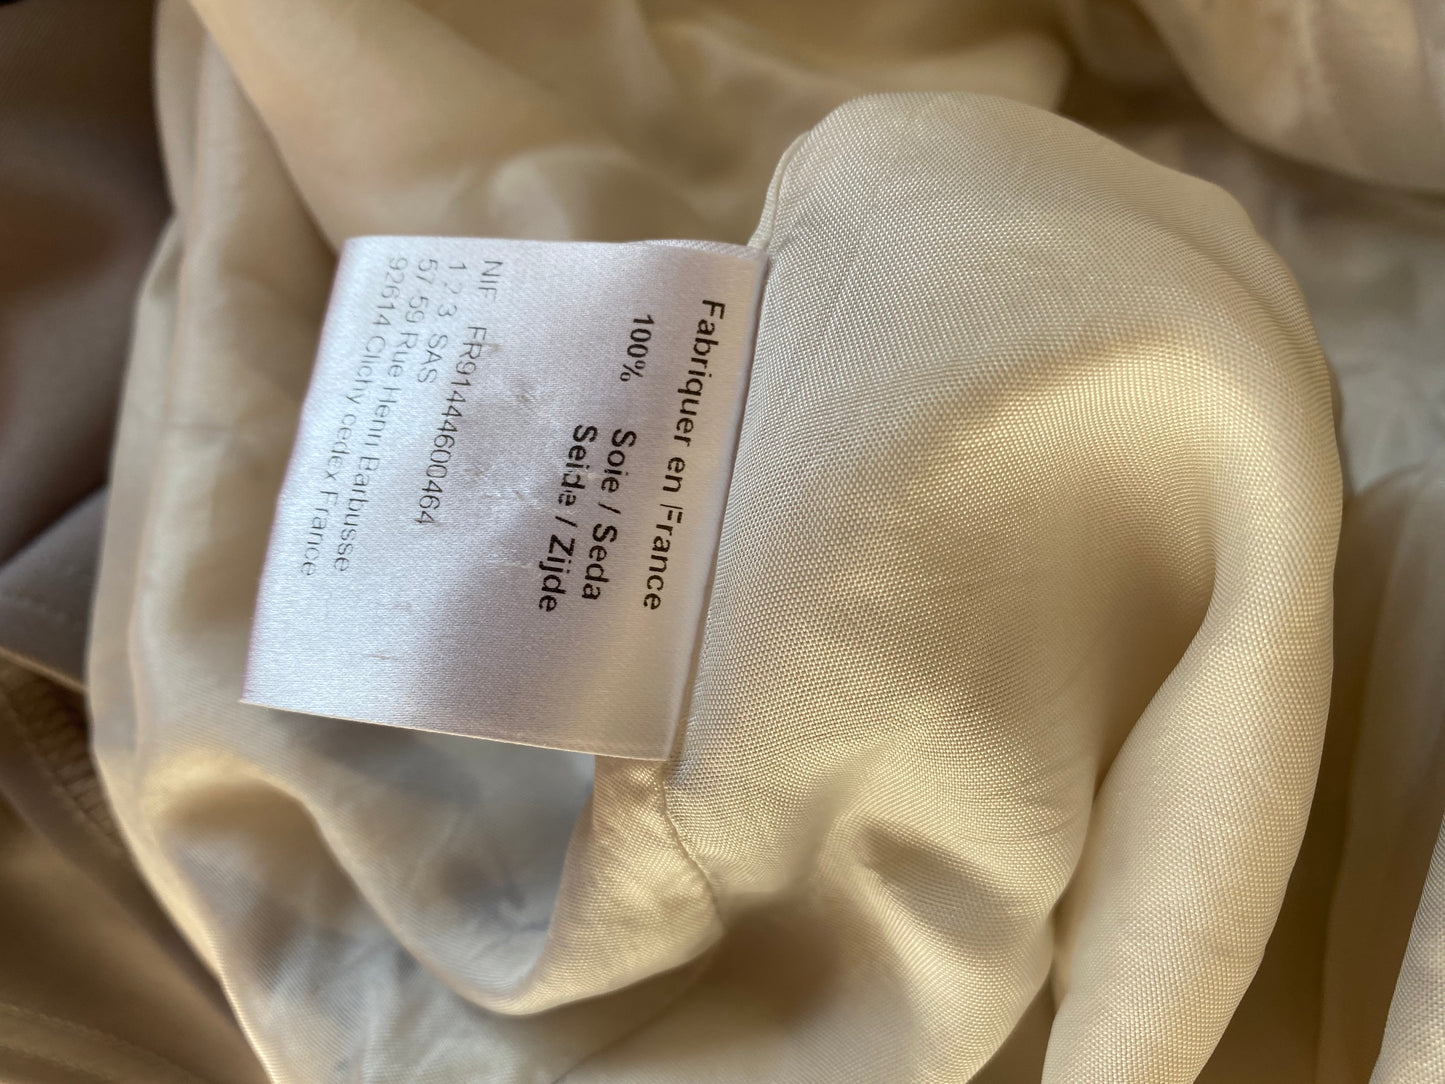 Fabriquer en France
100% Soie / Seda
Seide / Zijde
NIF FR91444600464
1 2 3 SAS
57 59 Rue Henri Barbusse
92614 Clichy cedex France